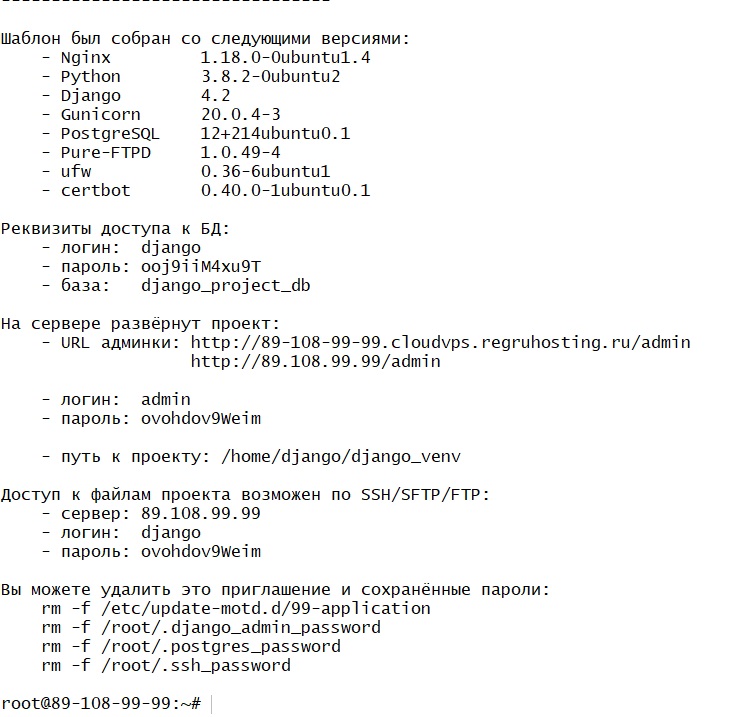 ---------------------------------
Шаблон был собран со следующими версиями:
- Nginx 1.18.0-0ubuntu1.4
- Python 3.8.2-0ubuntu2
- Django 4.2
- Gunicorn 20.0.4-3
- PostgreSQL 12+214ubuntu0.1
- Pure-FTPD 1.0.49-4
- ufw 0.36-6ubuntu1
- certbot 0.40.0-1ubuntu0.1
Реквизиты доступа к БД:
- логин: django
- пароль: ooj9iiM4xu9T
- база: django_project_db
На сервере развёрнут проект:
- URL админки: http://89-108-99-99.cloudvps.regruhosting.ru/admin
http://89.108.99.99/admin
- логин: admin
- пароль: ovohdov9Weim
- путь к проекту: /home/django/django_venv
Доступ к файлам проекта возможен по SSH/SFTP/FTP:
- сервер: 89.108.99.99
- логин: django
- пароль: ovohdov9Weim
Вы можете удалить это приглашение и сохранённые пароли:
rm -f /etc/update-motd.d/99-application
rm -f /root/.django_admin_password
rm -f /root/.postgres_password
rm -f /root/.ssh_password
root@89-108-99-99:~#